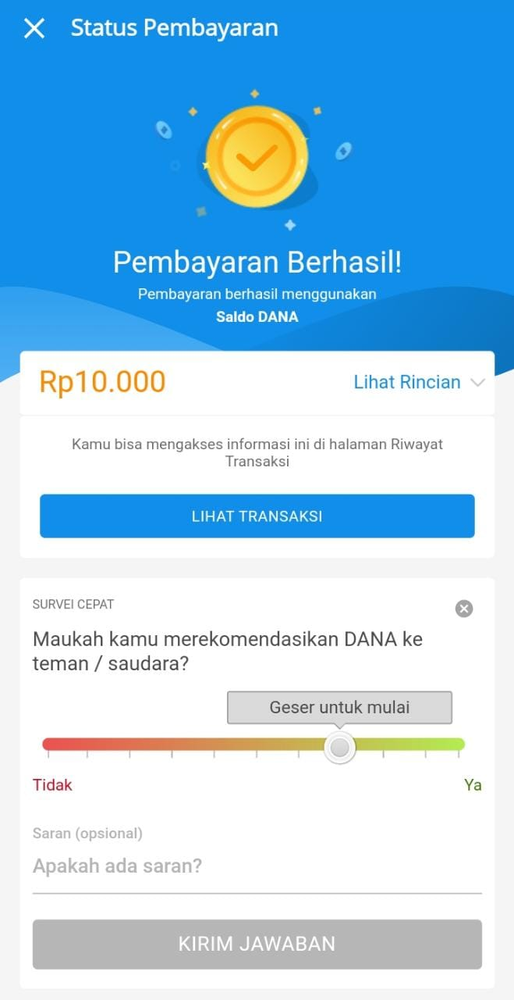 Status Pembayaran
Pembayaran Berhasil!
Pembayaran berhasil menggunakan
Saldo DANA
Rp10.000
Lihat Rincian
Kamu bisa mengakses informasi ini di halaman Riwayat
Transaksi
LIHAT TRANSAKSI
SURVEI CEPAT
Maukah kamu merekomendasikan DANA ke
teman / saudara?
Geser untuk mulai
Tidak
Ya
Saran (opsional)
Apakah ada saran?
KIRIM JAWABAN